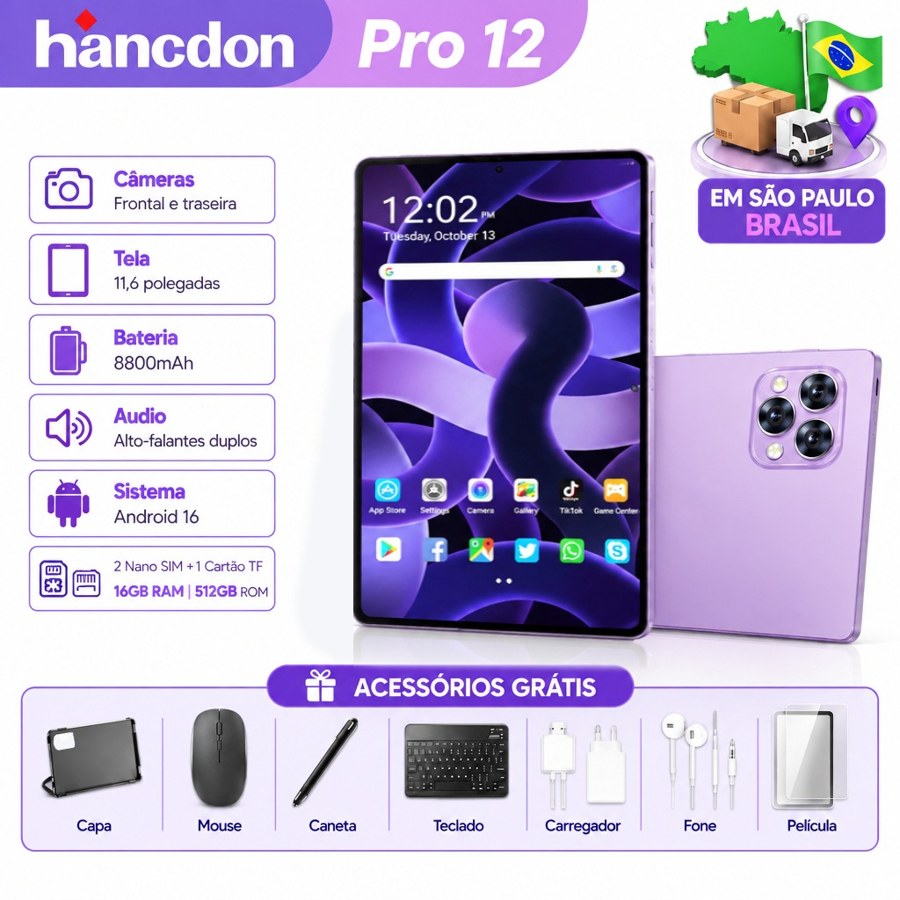 hancdon
Pro 12
EM SÃO PAULO
BRASIL
Câmeras
Frontal e traseira
Tela
11,6 polegadas
Bateria
8800mAh
Audio
Alto-falantes duplos
Sistema
Android 16
2 Nano SIM + 1 Cartão TF
16GB RAM | 512GB ROM
12:02 PM
Tuesday, October 13
App Store Settings Camera Gallery TikTok Game Center
ACESSÓRIOS GRÁTIS
Capa
Mouse
Caneta
Teclado
Carregador
Fone
Película